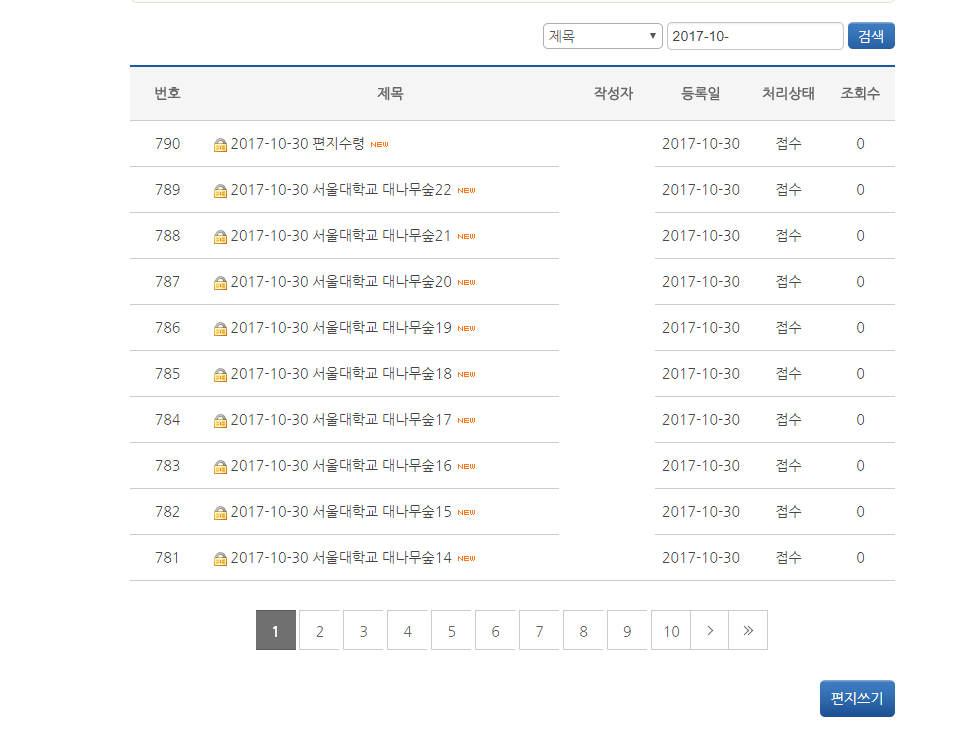 제목 2017-10- 검색
번호 제목 작성자 등록일 처리상태 조회수
790 2017-10-30 편지수령 NEW 2017-10-30 접수 0
789 2017-10-30 서울대학교 대나무숲22 NEW 2017-10-30 접수 0
788 2017-10-30 서울대학교 대나무숲21 NEW 2017-10-30 접수 0
787 2017-10-30 서울대학교 대나무숲20 NEW 2017-10-30 접수 0
786 2017-10-30 서울대학교 대나무숲19 NEW 2017-10-30 접수 0
785 2017-10-30 서울대학교 대나무숲18 NEW 2017-10-30 접수 0
784 2017-10-30 서울대학교 대나무숲17 NEW 2017-10-30 접수 0
783 2017-10-30 서울대학교 대나무숲16 NEW 2017-10-30 접수 0
782 2017-10-30 서울대학교 대나무숲15 NEW 2017-10-30 접수 0
781 2017-10-30 서울대학교 대나무숲14 NEW 2017-10-30 접수 0
1 2 3 4 5 6 7 8 9 10 > »
편지쓰기